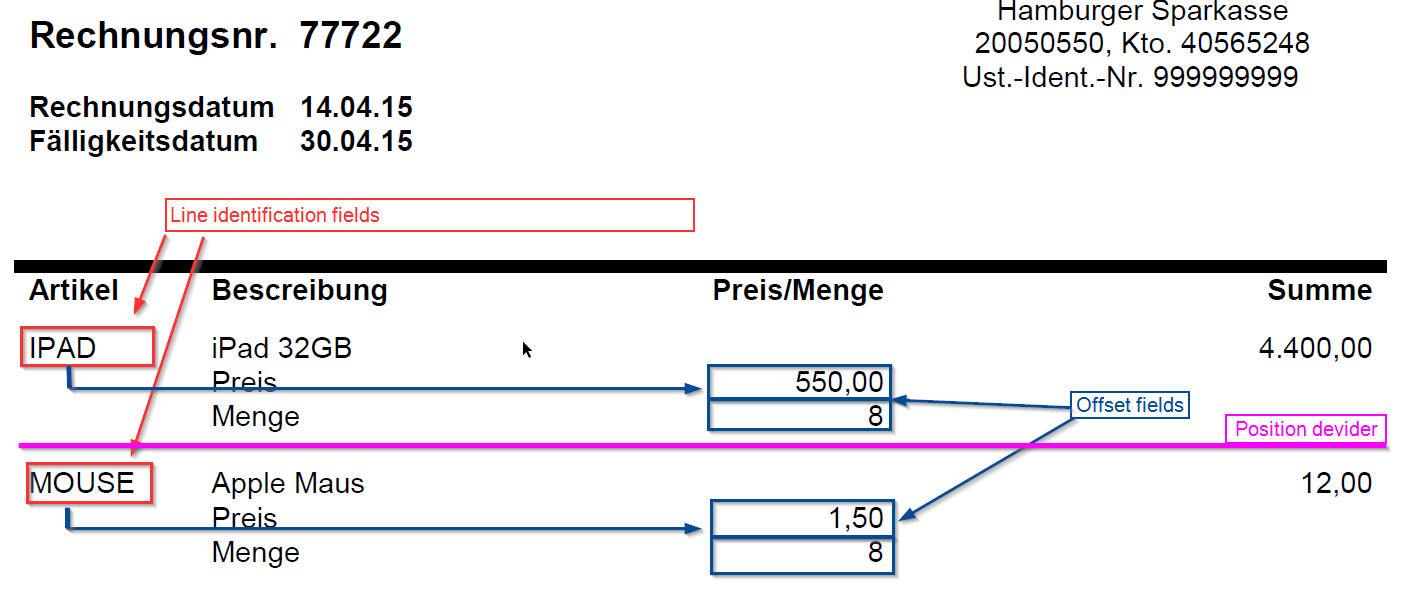 Hamburger Sparkasse
Rechnungsnr. 77722
20050550, Kto. 40565248
Ust.-Ident.-Nr. 999999999
Rechnungsdatum 14.04.15
Fälligkeitsdatum 30.04.15
Line identification fields
Artikel Bescreibung Preis/Menge Summe
IPAD iPad 32GB 4.400,00
Preis 550,00
Offset fields
Menge 8
Position devider
MOUSE Apple Maus 12,00
Preis 1,50
Menge 8